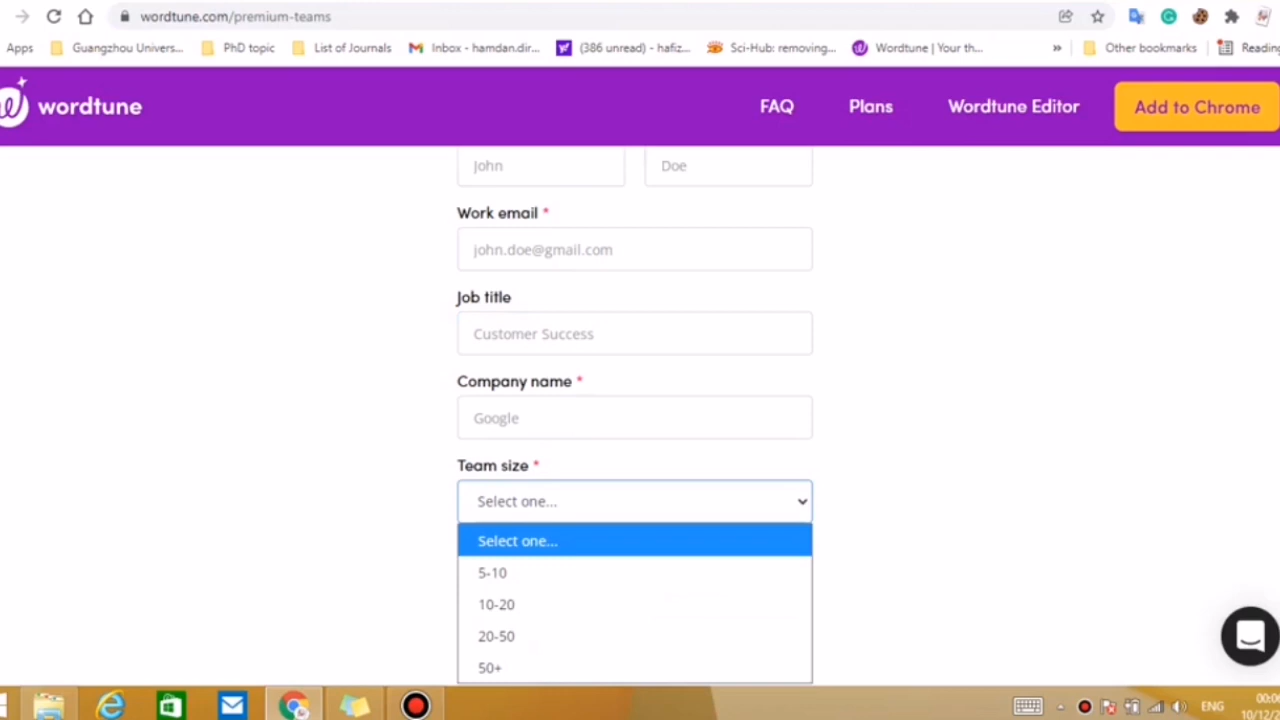 wordtune.com/premium-teams
Apps Guangzhou Univers... PhD topic List of Journals Inbox - hamdan.dir... (386 unread) - hafiz... Sci-Hub: removing... Wordtune | Your th... » Other bookmarks Reading
wordtune FAQ Plans Wordtune Editor Add to Chrome
John Doe
Work email *
john.doe@gmail.com
Job title
Customer Success
Company name *
Google
Team size *
Select one...
Select one...
5-10
10-20
20-50
50+
ENG